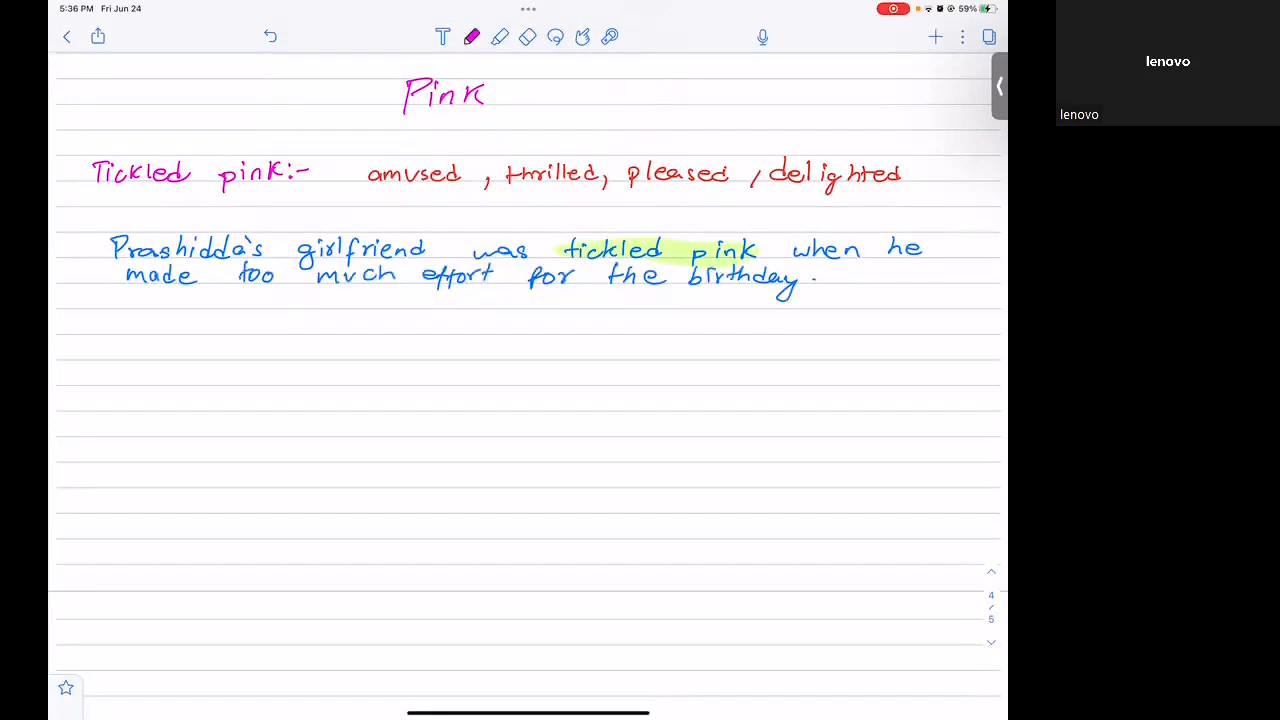 5:36 PM Fri Jun 24
59%
lenovo
lenovo
Pink
Tickled pink:- amused, thrilled, pleased, delighted
Prashidda's girlfriend was tickled pink when he
made too much effort for the birthday.
4
/
5